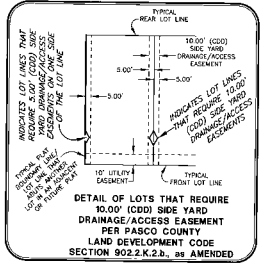 TYPICAL
REAR LOT LINE
INDICATES LOT LINES THAT
REQUIRE 5.00' (CDD) SIDE
YARD DRAINAGE/ACCESS
EASEMENTS ON ONE SIDE
OF THE LOT LINE
10.00' (CDD)
SIDE YARD
DRAINAGE/ACCESS
EASEMENT
5.00'
5.00'
5.00'
INDICATES LOT LINES
THAT REQUIRE 10.00'
(CDD) SIDE YARD
DRAINAGE/ACCESS
EASEMENTS
TYPICAL PLAT
BOUNDARY LINE
LOT LINE THAT
ABUTS ANOTHER
LOT IN AN ADJACENT
OR FUTURE PLAT
10' UTILITY
EASEMENT
TYPICAL
FRONT LOT LINE
DETAIL OF LOTS THAT REQUIRE
10.00' (CDD) SIDE YARD
DRAINAGE/ACCESS EASEMENT
PER PASCO COUNTY
LAND DEVELOPMENT CODE
SECTION 902.2.K.2.b., as AMENDED